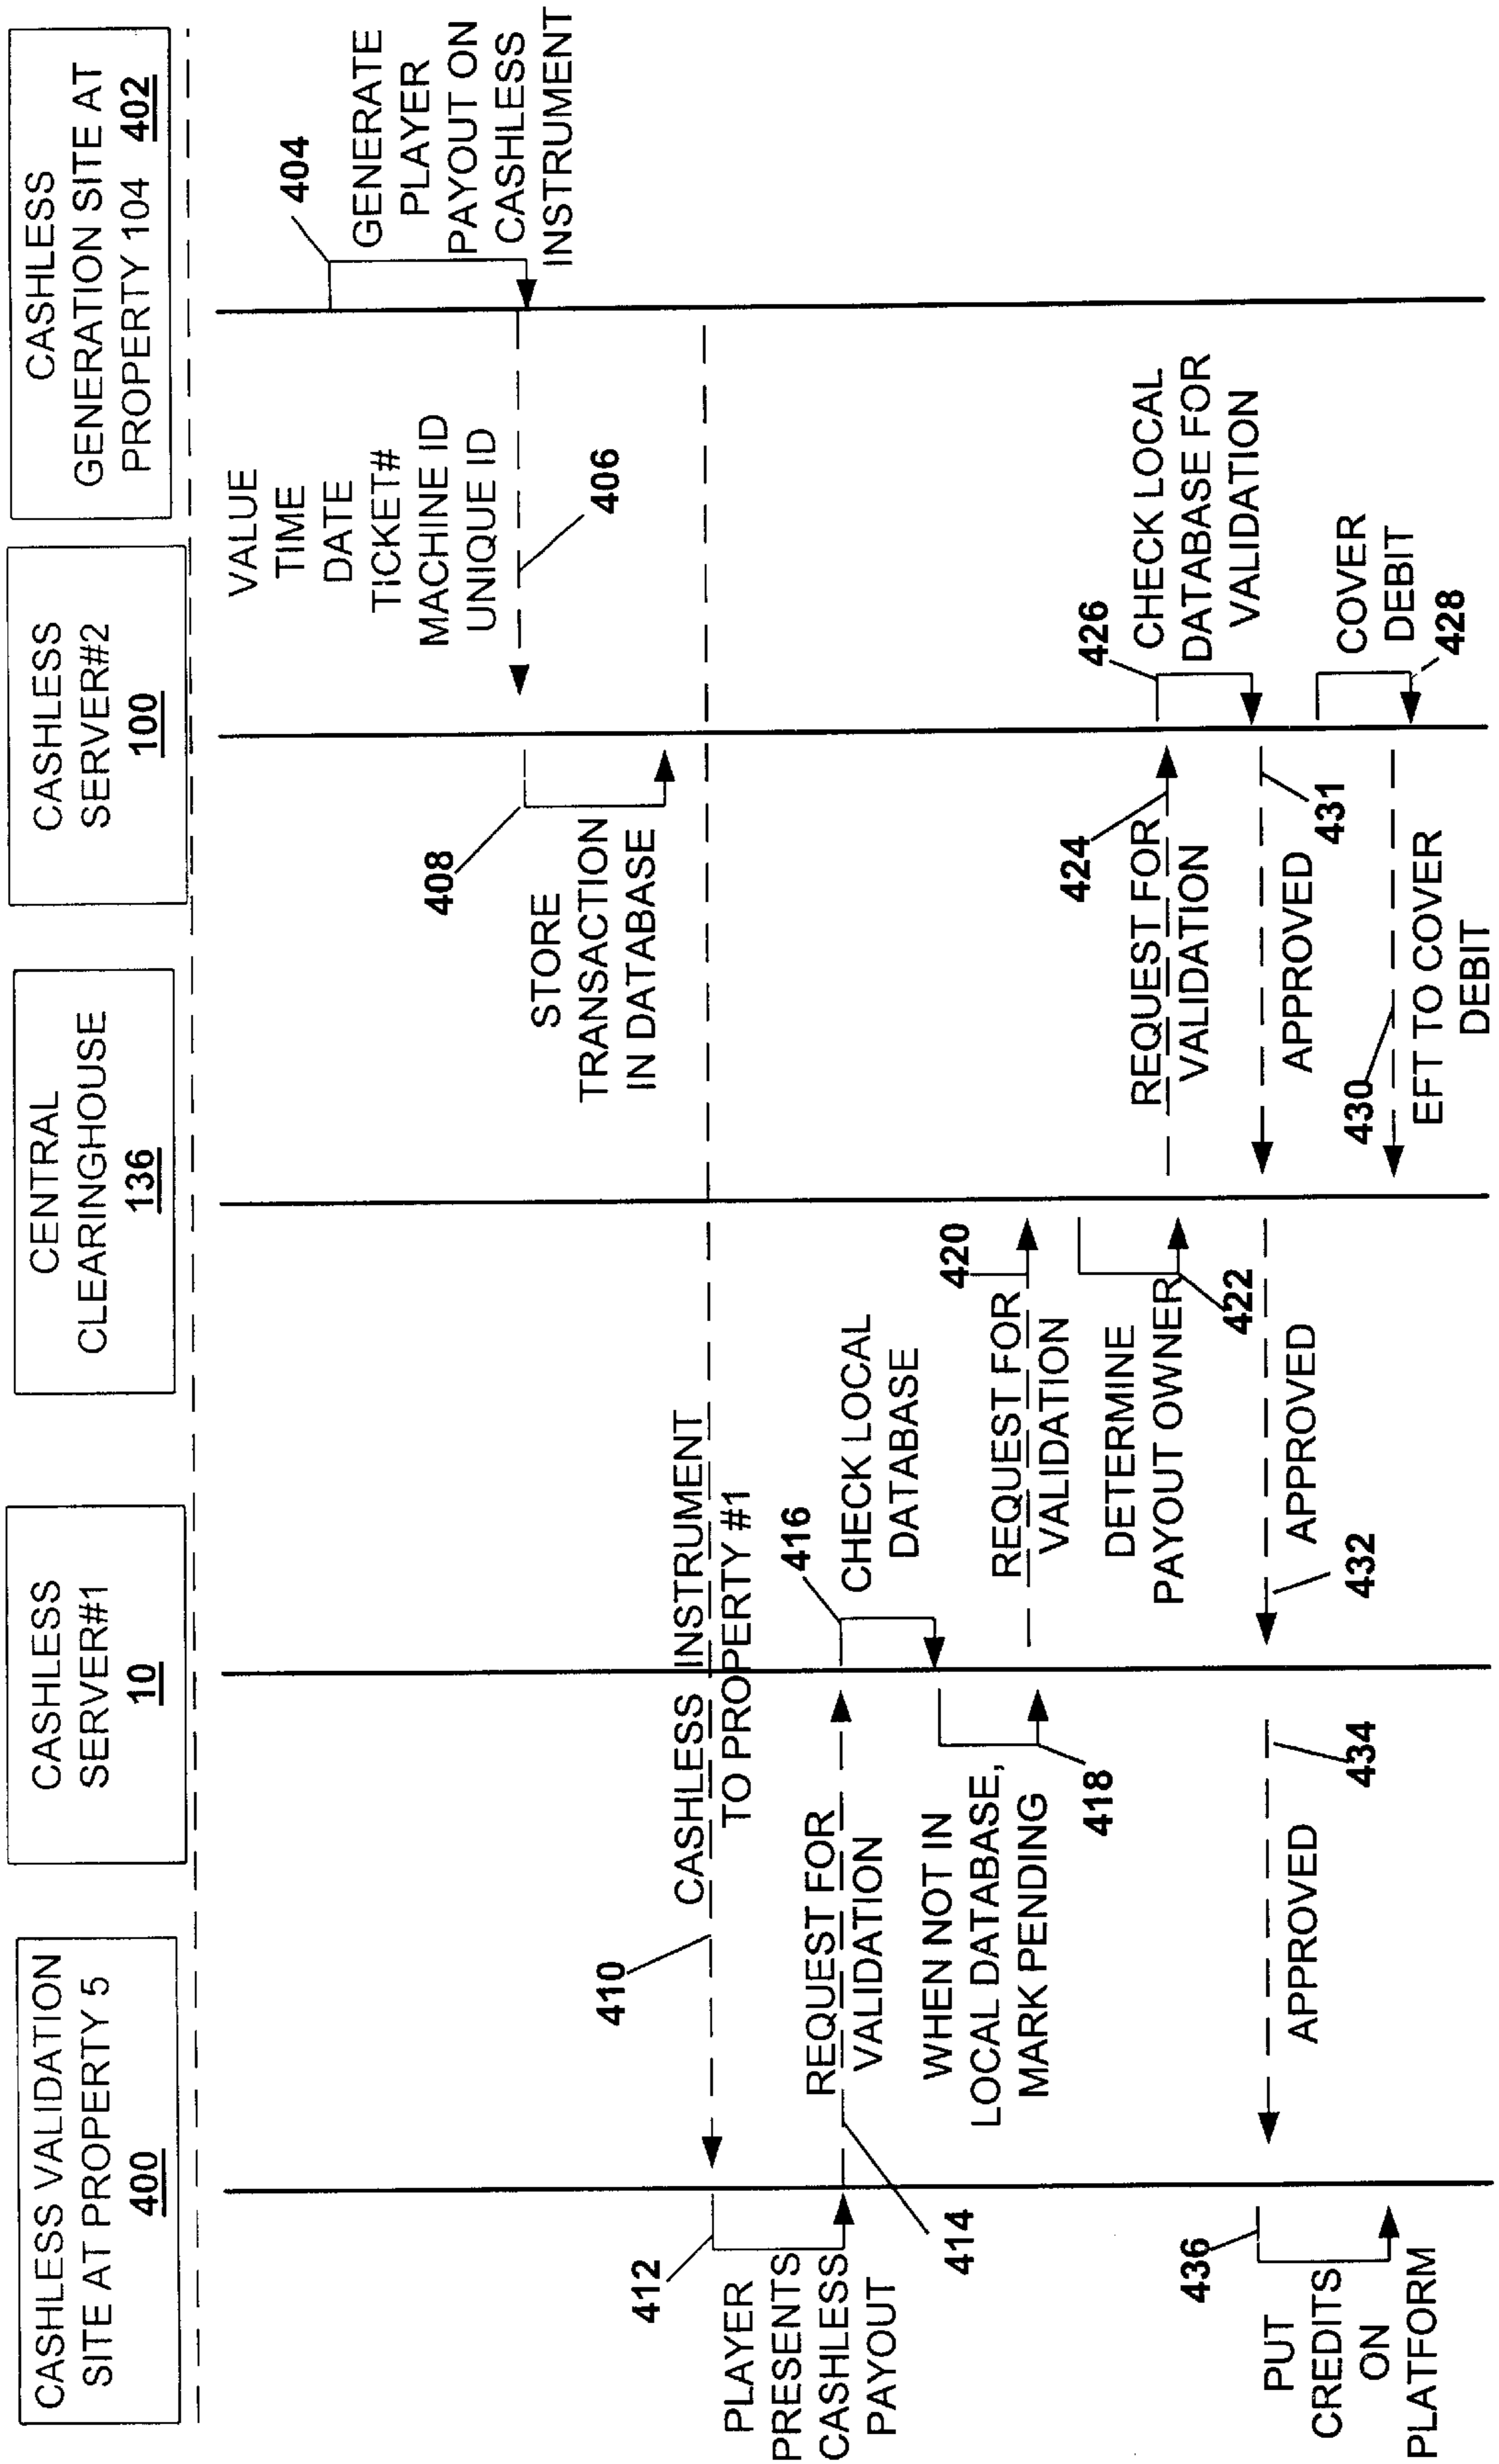 CASHLESS VALIDATION
SITE AT PROPERTY 5
400
CASHLESS
SERVER#1
10
CENTRAL
CLEARINGHOUSE
136
CASHLESS
SERVER#2
100
CASHLESS
GENERATION SITE AT
PROPERTY 104 402
404
GENERATE
PLAYER
PAYOUT ON
CASHLESS
INSTRUMENT
VALUE
TIME
DATE
TICKET#
MACHINE ID
UNIQUE ID
406
408
STORE
TRANSACTION
IN DATABASE
410
CASHLESS INSTRUMENT
TO PROPERTY #1
412
PLAYER
PRESENTS
CASHLESS
PAYOUT
414
REQUEST FOR
VALIDATION
416
CHECK LOCAL
DATABASE
WHEN NOT IN
LOCAL DATABASE,
MARK PENDING
418
420
REQUEST FOR
VALIDATION
DETERMINE
PAYOUT OWNER
422
424
REQUEST FOR
VALIDATION
426
CHECK LOCAL
DATABASE FOR
VALIDATION
APPROVED
431
COVER
DEBIT
428
430
EFT TO COVER
DEBIT
APPROVED
432
434
APPROVED
436
PUT
CREDITS
ON
PLATFORM